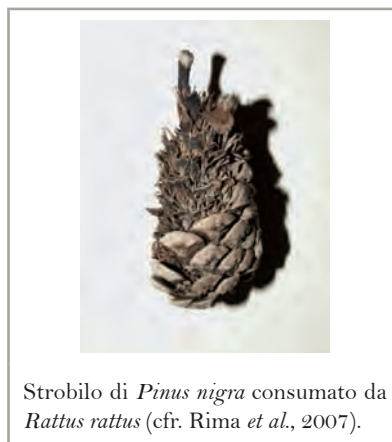 Strobilo di Pinus nigra consumato da
Rattus rattus (cfr. Rima et al., 2007).